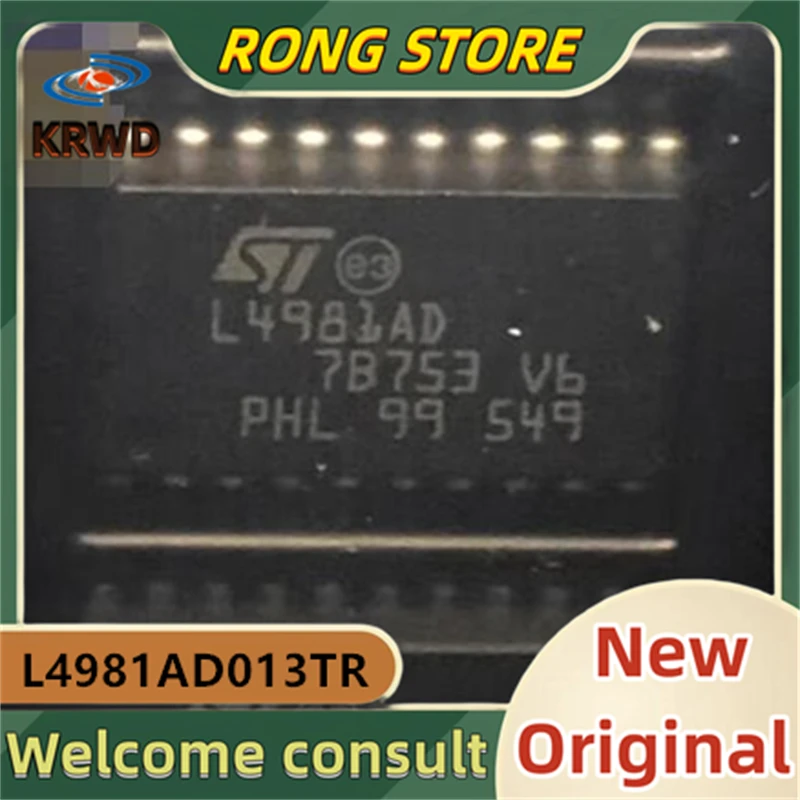 RONG STORE
KRWD
ST e3
L4981AD
7B753 V6
PHL 99 549
L4981AD013TR
New
Original
Welcome consult